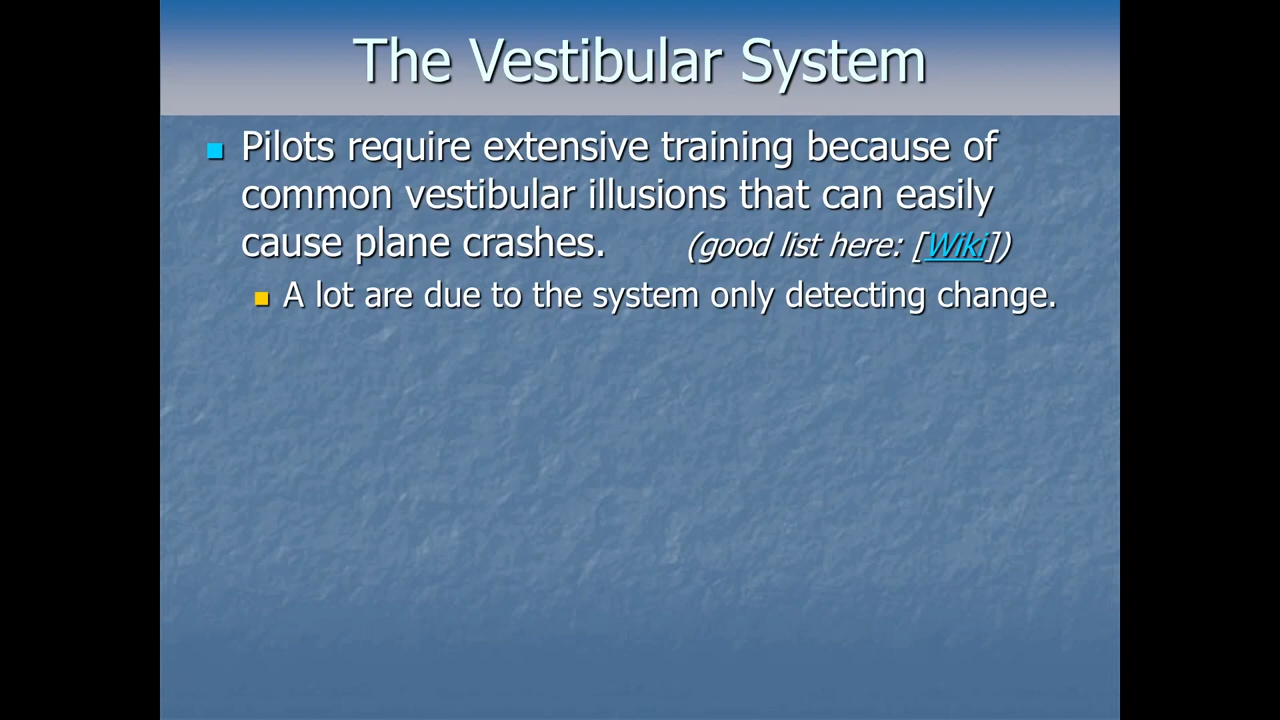 The Vestibular System
Pilots require extensive training because of
common vestibular illusions that can easily
cause plane crashes. (good list here: [Wiki])
A lot are due to the system only detecting change.